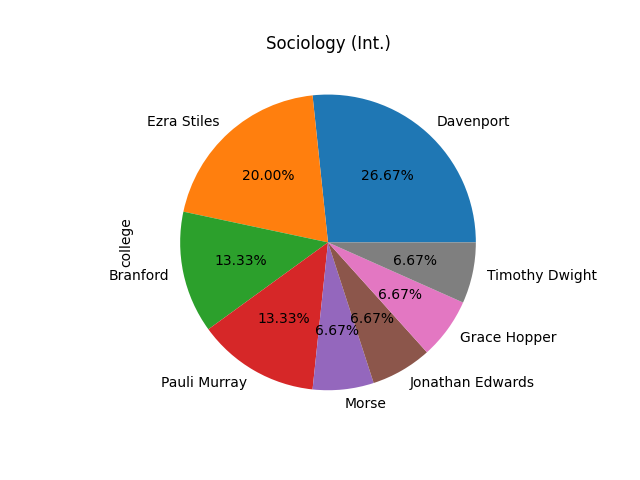 Sociology (Int.)
Ezra Stiles
Davenport
20.00%
26.67%
college
Branford
13.33%
6.67%
Timothy Dwight
6.67%
13.33%
6.67%
6.67%
Grace Hopper
Pauli Murray
Jonathan Edwards
Morse